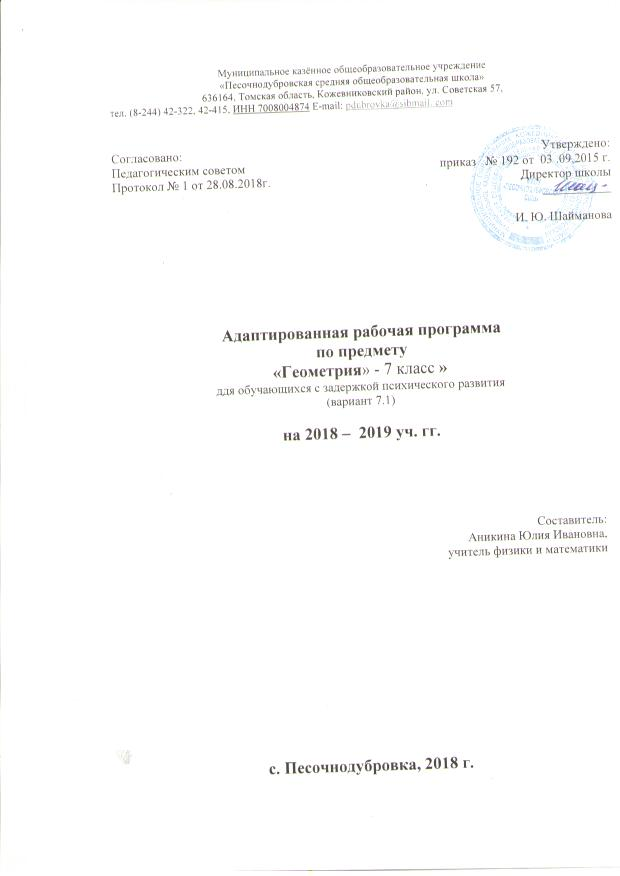 Муниципальное казённое общеобразовательное учреждение
«Песочнодубровская средняя общеобразовательная школа»
636164, Томская область, Кожевниковский район, ул. Советская 57,
тел. (8-244) 42-322, 42-415, ИНН 7008004874 E-mail: pdubrovka@sibmail. com
Согласовано:
Педагогическим советом
Протокол № 1 от 28.08.2018г.
Утверждено:
приказ № 192 от 03 .09.2015 г.
Директор школы
И. Ю. Шайманова
Адаптированная рабочая программа
по предмету
«Геометрия» - 7 класс »
ддя обучающихся с задержкой психического развития
(вариант 7.1)
на 2018 – 2019 уч. гг.
Составитель:
Аникина Юлия Ивановна,
учитель физики и математики
с. Песочнодубровка, 2018 г.